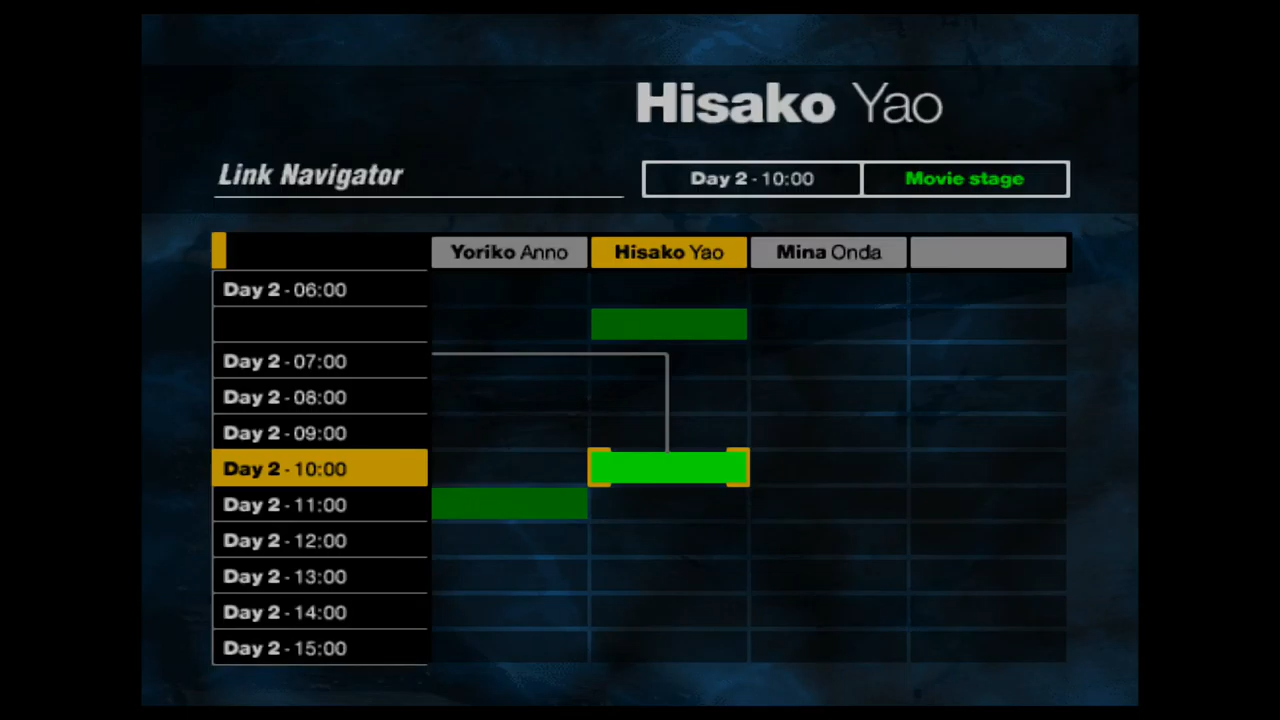 Hisako Yao
Link Navigator
Day 2 - 10:00
Movie stage
Yoriko Anno
Hisako Yao
Mina Onda
Day 2 - 06:00
Day 2 - 07:00
Day 2 - 08:00
Day 2 - 09:00
Day 2 - 10:00
Day 2 - 11:00
Day 2 - 12:00
Day 2 - 13:00
Day 2 - 14:00
Day 2 - 15:00